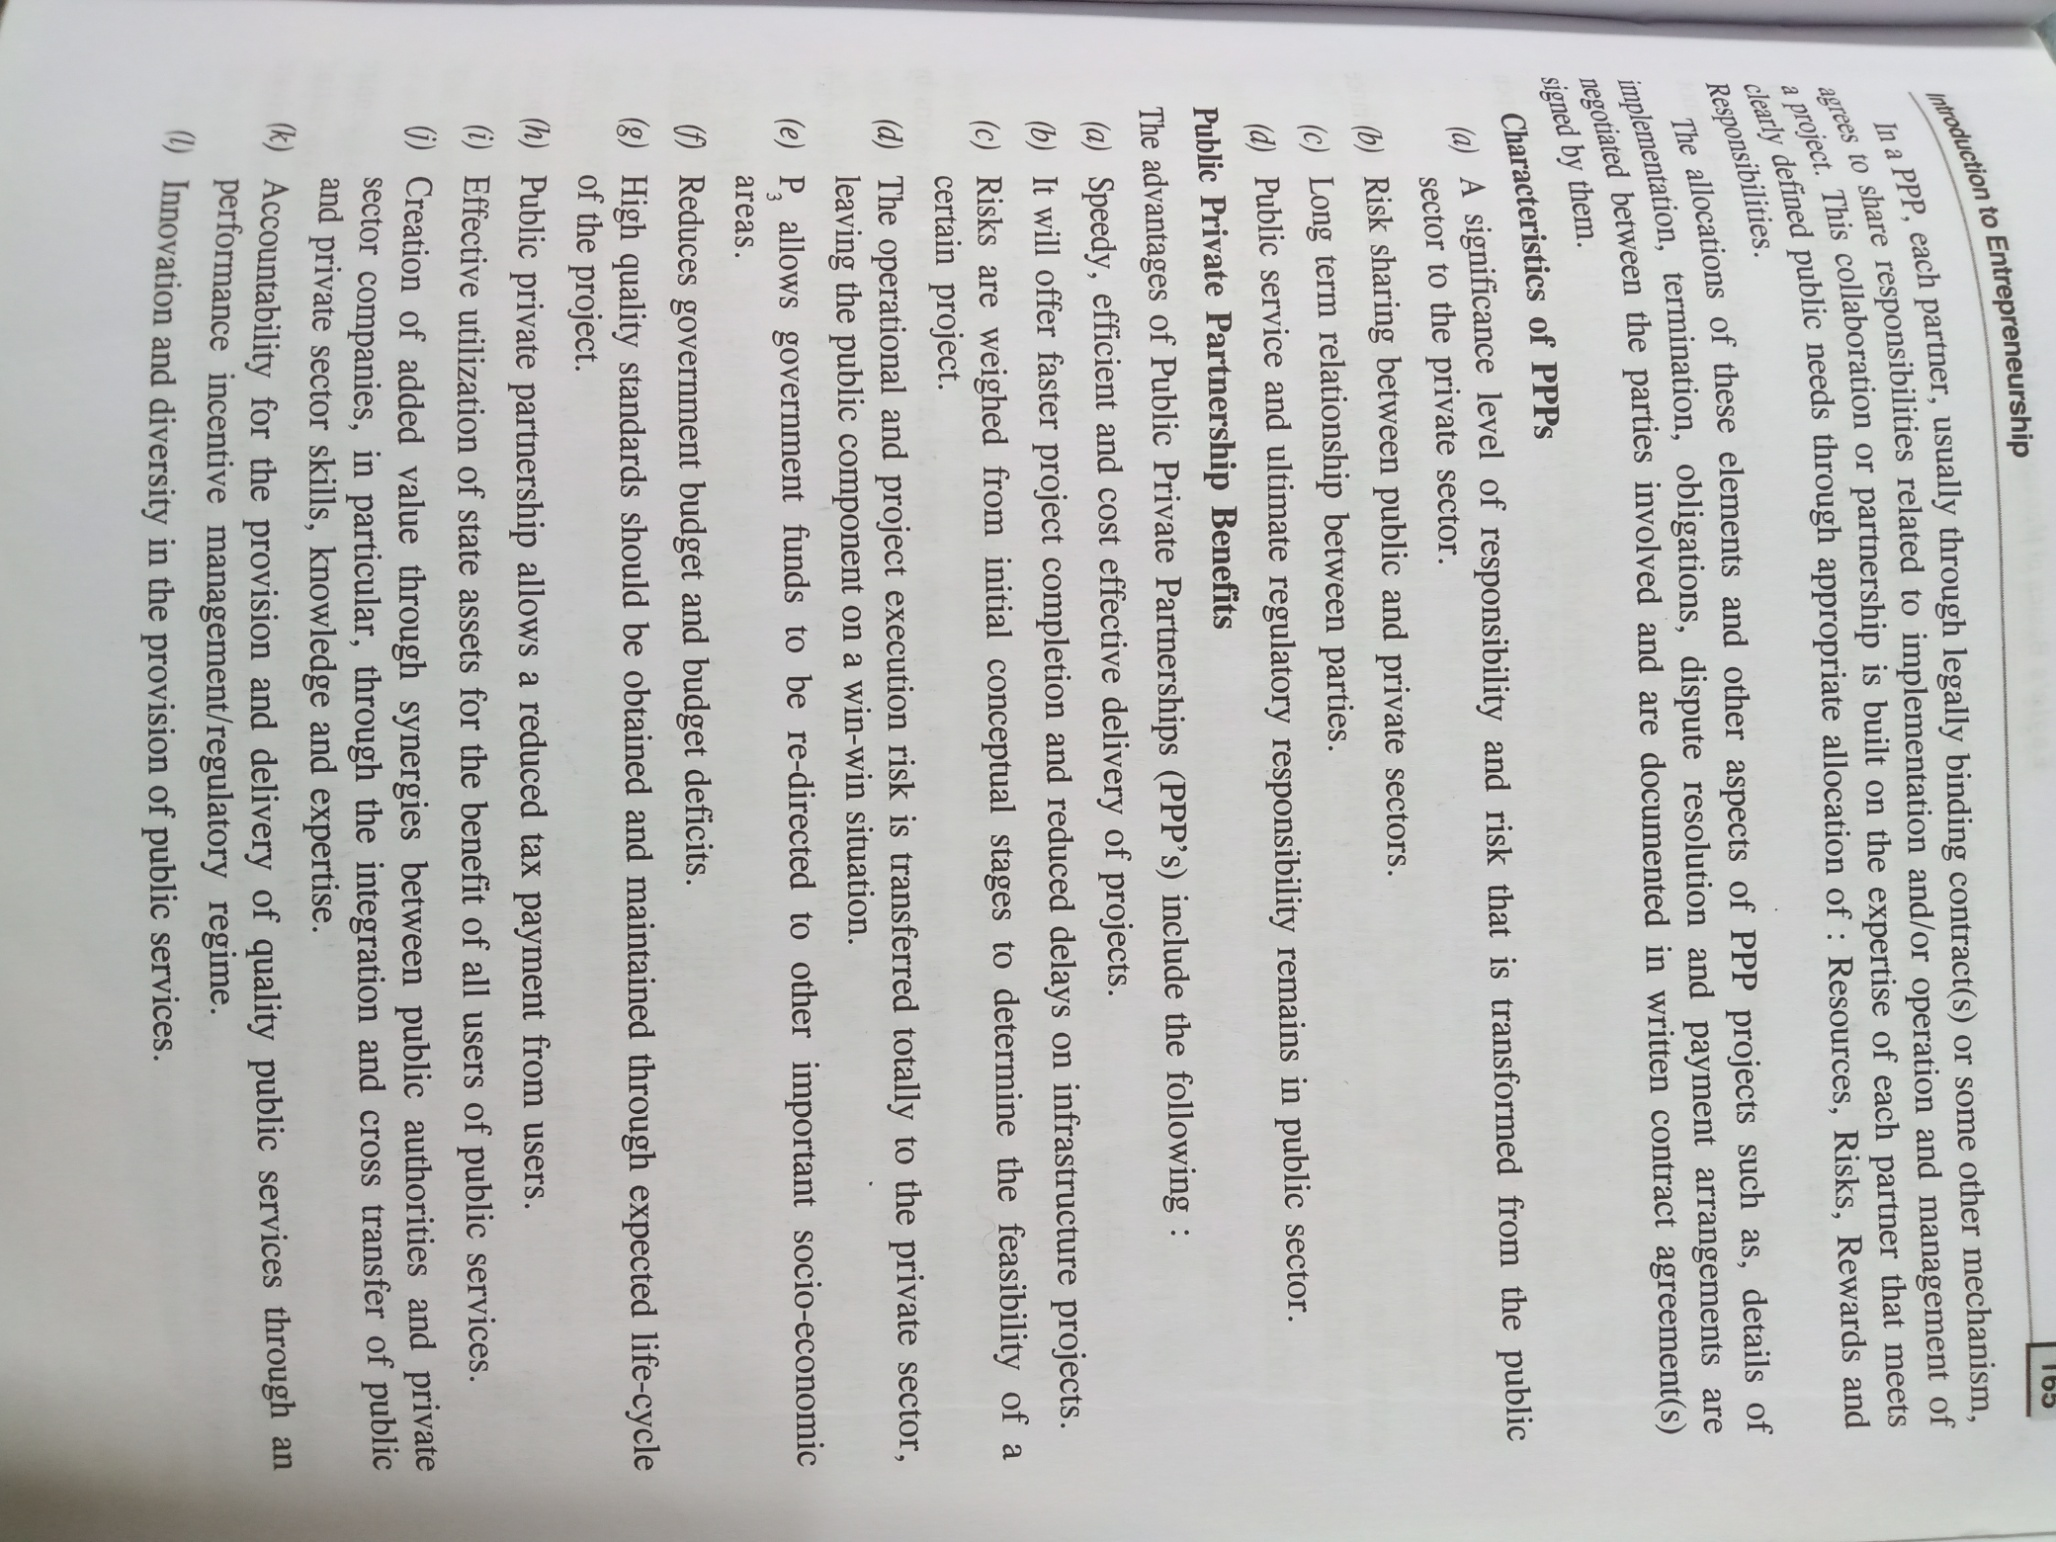 Introduction to Entrepreneurship
165
In a PPP, each partner, usually through legally binding contract(s) or some other mechanism,
agrees to share responsibilities related to implementation and/or operation and management of
a project. This collaboration or partnership is built on the expertise of each partner that meets
clearly defined public needs through appropriate allocation of : Resources, Risks, Rewards and
Responsibilities.
The allocations of these elements and other aspects of PPP projects such as, details of
implementation, termination, obligations, dispute resolution and payment arrangements are
negotiated between the parties involved and are documented in written contract agreement(s)
signed by them.
Characteristics of PPPs
(a) A significance level of responsibility and risk that is transformed from the public
sector to the private sector.
(b) Risk sharing between public and private sectors.
(c) Long term relationship between parties.
(d) Public service and ultimate regulatory responsibility remains in public sector.
Public Private Partnership Benefits
The advantages of Public Private Partnerships (PPP's) include the following :
(a) Speedy, efficient and cost effective delivery of projects.
(b) It will offer faster project completion and reduced delays on infrastructure projects.
(c) Risks are weighed from initial conceptual stages to determine the feasibility of a
certain project.
(d) The operational and project execution risk is transferred totally to the private sector,
leaving the public component on a win-win situation.
(e) P3 allows government funds to be re-directed to other important socio-economic
areas.
(f) Reduces government budget and budget deficits.
(g) High quality standards should be obtained and maintained through expected life-cycle
of the project.
(h) Public private partnership allows a reduced tax payment from users.
(i) Effective utilization of state assets for the benefit of all users of public services.
(j) Creation of added value through synergies between public authorities and private
sector companies, in particular, through the integration and cross transfer of public
and private sector skills, knowledge and expertise.
(k) Accountability for the provision and delivery of quality public services through an
performance incentive management/regulatory regime.
(l) Innovation and diversity in the provision of public services.